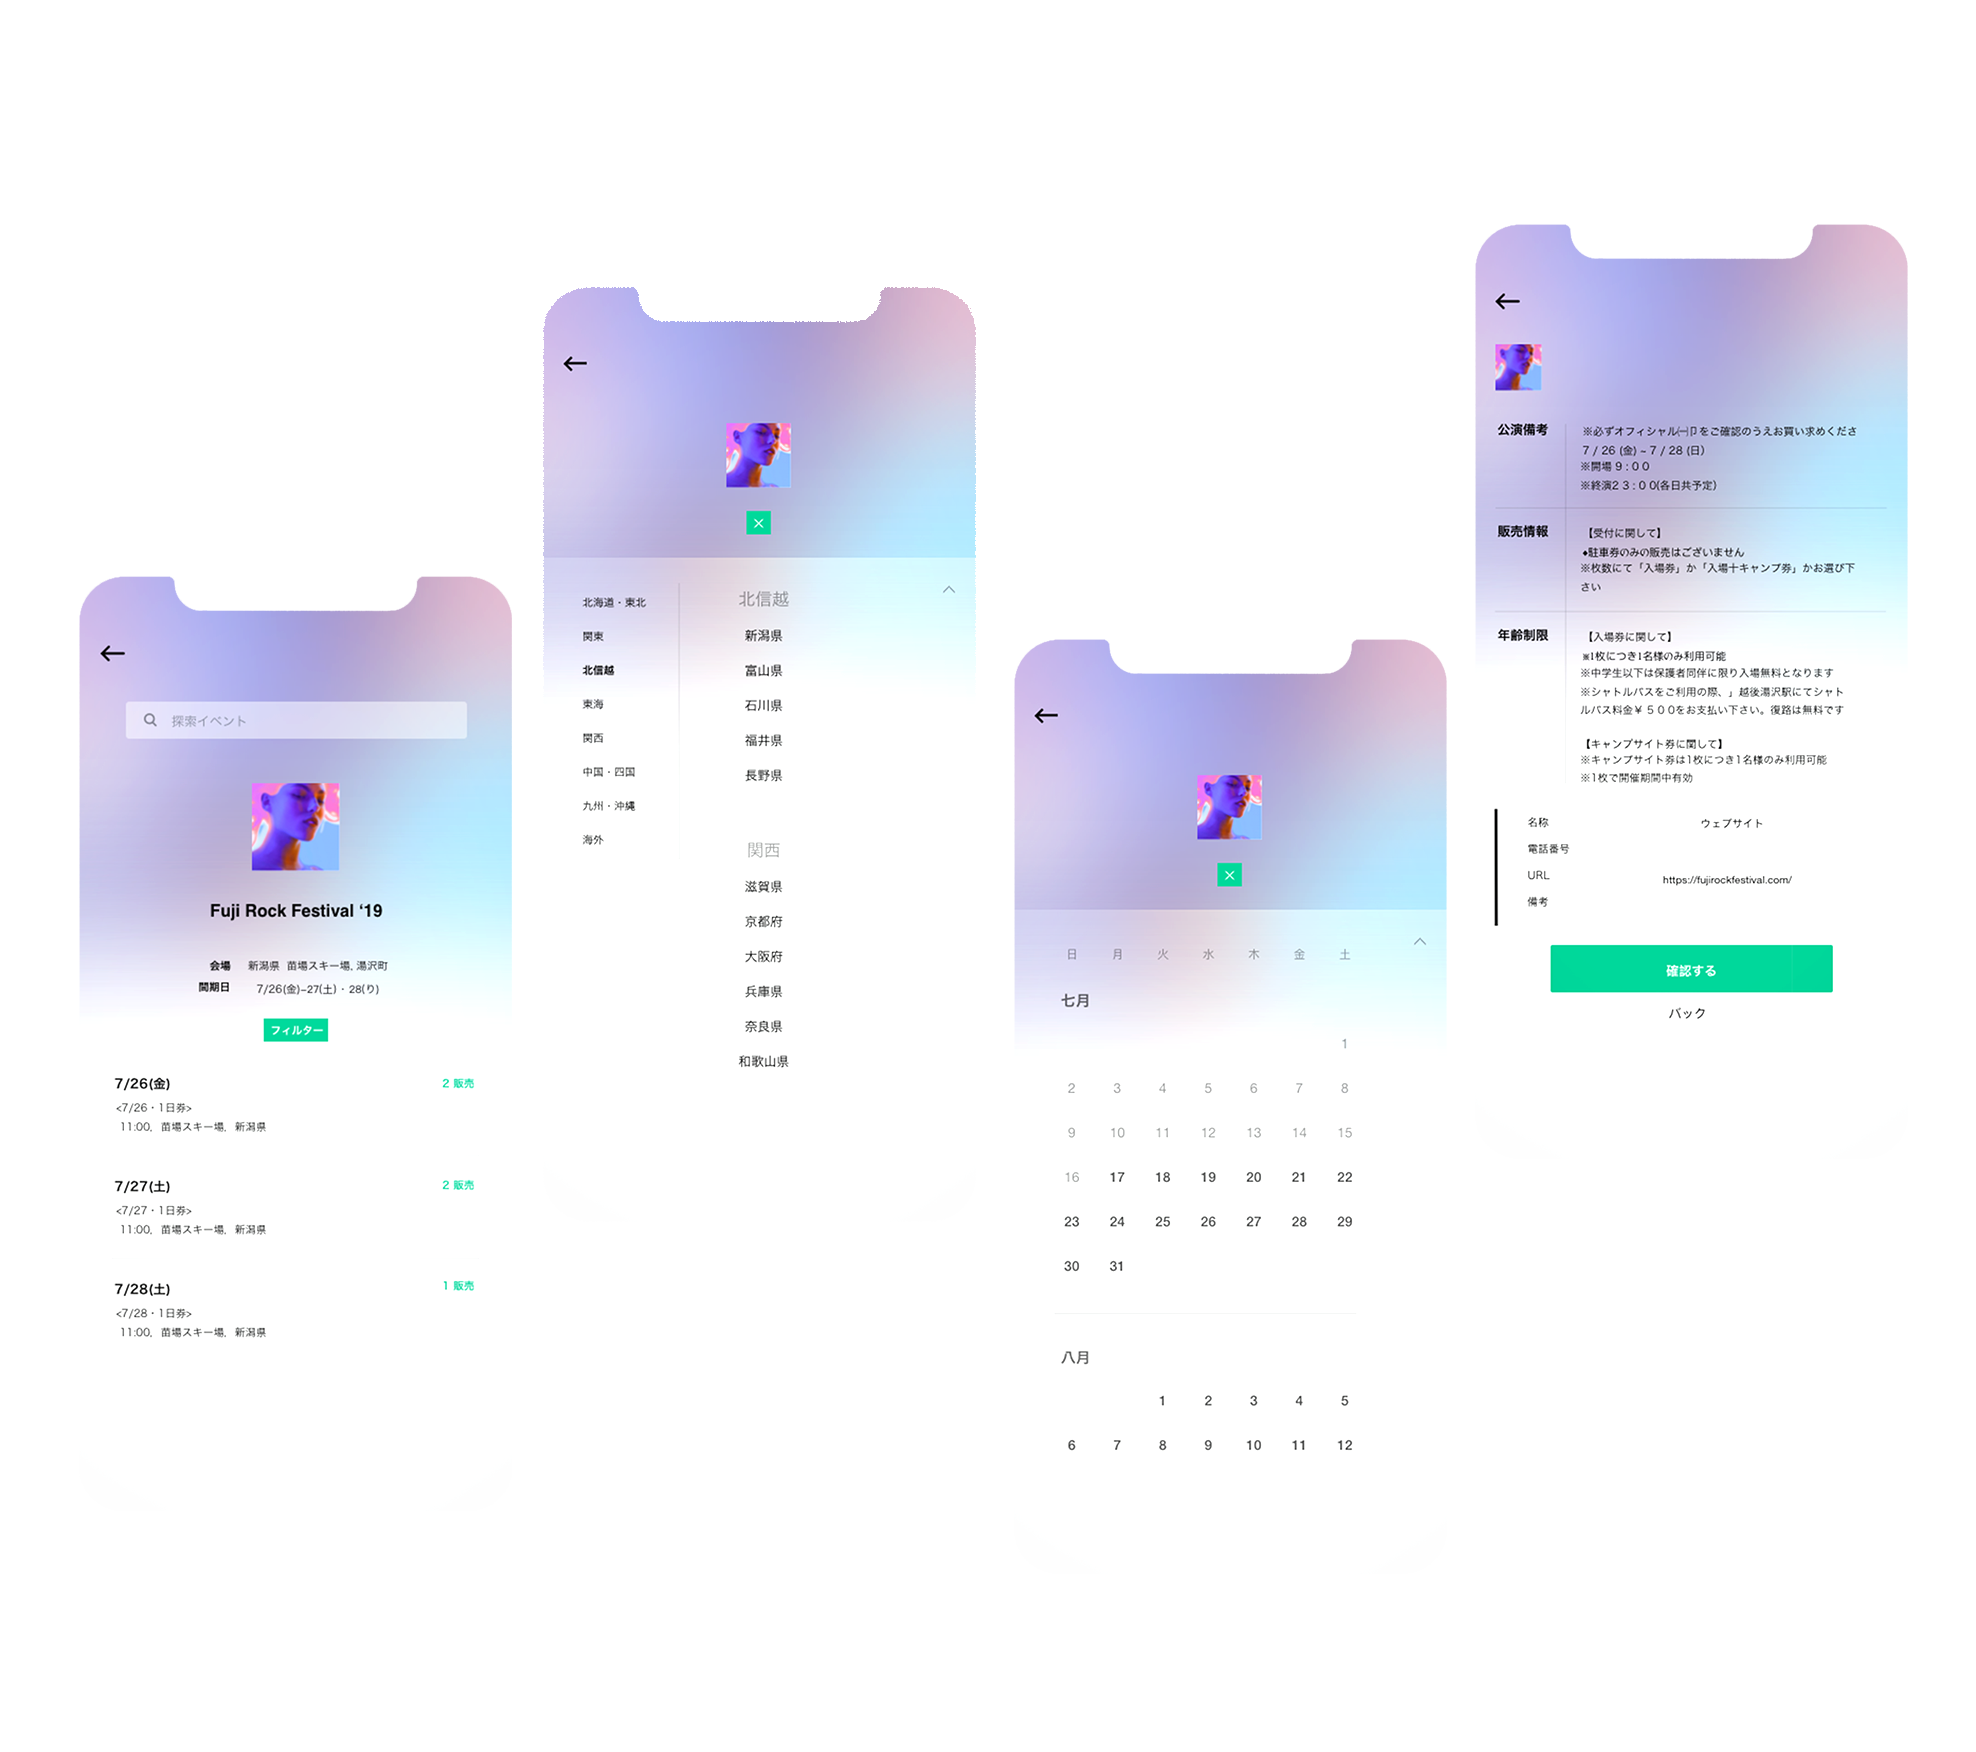 探索イベント
Fuji Rock Festival ‘19
会場 新潟県 苗場スキー場, 湯沢町
間期日 7/26(金)–27(土)・28(り)
フィルター
7/26(金) 2 販売
<7/26・1日券>
11:00, 苗場スキー場, 新潟県
7/27(土) 2 販売
<7/27・1日券>
11:00, 苗場スキー場, 新潟県
7/28(土) 1 販売
<7/28・1日券>
11:00, 苗場スキー場, 新潟県
北海道・東北
関東
北信越
東海
関西
中国・四国
九州・沖縄
海外
北信越
新潟県
富山県
石川県
福井県
長野県
関西
滋賀県
京都府
大阪府
兵庫県
奈良県
和歌山県
日 月 火 水 木 金 土
七月
1
2 3 4 5 6 7 8
9 10 11 12 13 14 15
16 17 18 19 20 21 22
23 24 25 26 27 28 29
30 31
八月
1 2 3 4 5
6 7 8 9 10 11 12
公演備考
※必ずオフィシャル をご確認のうえお買い求めくださ
7 / 26 (金) ~ 7 / 28 (日)
※開場 9 : 0 0
※終演2 3 : 0 0(各日共予定)
販売情報
【受付に関して】
◆駐車券のみの販売はございません
※枚数にて「入場券」か「入場十キャンプ券」かお選び下
さい
年齢制限
【入場券に関して】
※1枚につき1名様のみ利用可能
※中学生以下は保護者同伴に限り入場無料となります
※シャトルバスをご利用の際、」越後湯沢駅にてシャト
ルバス料金¥ 5 0 0をお支払い下さい。復路は無料です
【キャンプサイト券に関して】
※キャンプサイト券は1枚につき1名様のみ利用可能
※1枚で開催期間中有効
名称 ウェブサイト
電話番号
URL https://fujirockfestival.com/
備考
確認する
バック